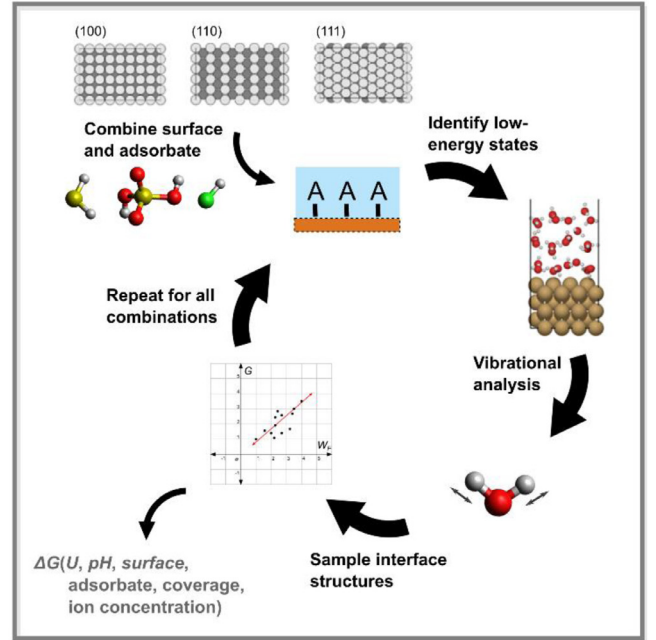 (100)
(110)
(111)
Combine surface
and adsorbate
Identify low-
energy states
A A A
Repeat for all
combinations
Vibrational
analysis
G
Sample interface
structures
ΔG(U, pH, surface,
adsorbate, coverage,
ion concentration)